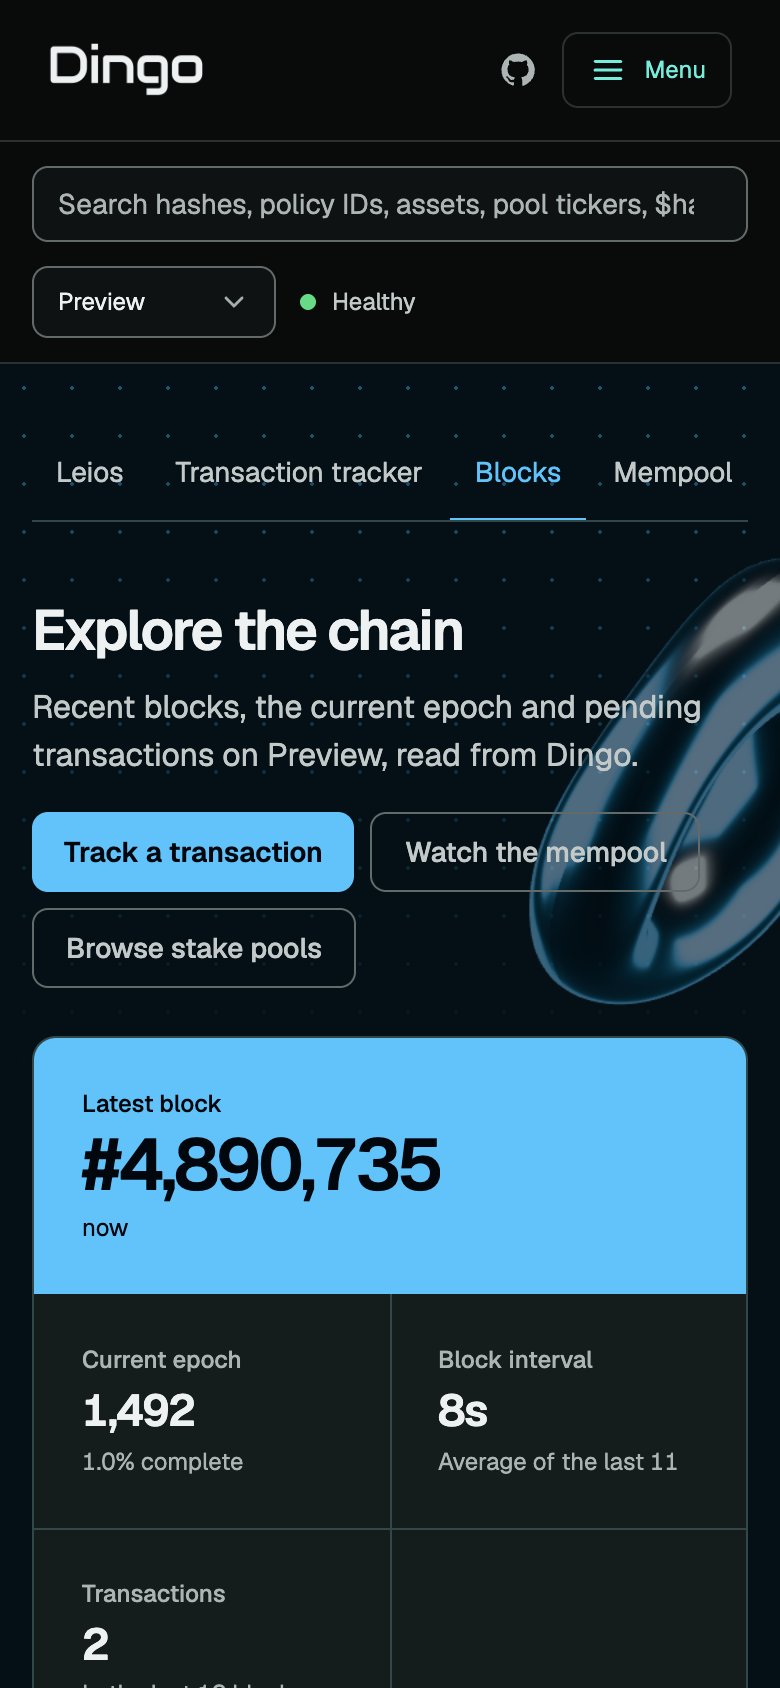 Dingo
Menu
Search hashes, policy IDs, assets, pool tickers, $ha
Preview
Healthy
Leios Transaction tracker Blocks Mempool
Explore the chain
Recent blocks, the current epoch and pending
transactions on Preview, read from Dingo.
Track a transaction
Watch the mempool
Browse stake pools
Latest block
#4,890,735
now
Current epoch
1,492
1.0% complete
Block interval
8s
Average of the last 11
Transactions
2